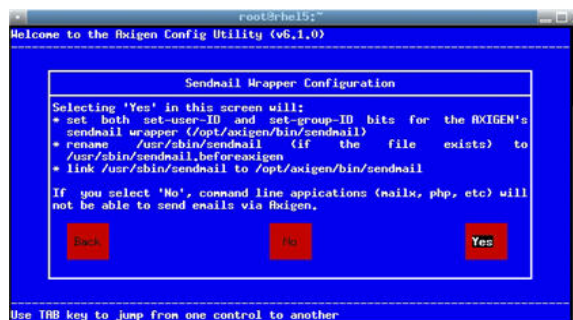 root@rhel5:~
Welcome to the Axigen Config Utility (v6.1.0)
Sendmail Wrapper Configuration
Selecting 'Yes' in this screen will:
* set both set-user-ID and set-group-ID bits for the AXIGEN's
sendmail wrapper (/opt/axigen/bin/sendmail)
* rename /usr/sbin/sendmail (if the file exists) to
/usr/sbin/sendmail.beforeaxigen
* link /usr/sbin/sendmail to /opt/axigen/bin/sendmail
If you select 'No', command line appications (mailx, php, etc) will
not be able to send emails via Axigen.
Back No Yes
Use TAB key to jump from one control to another